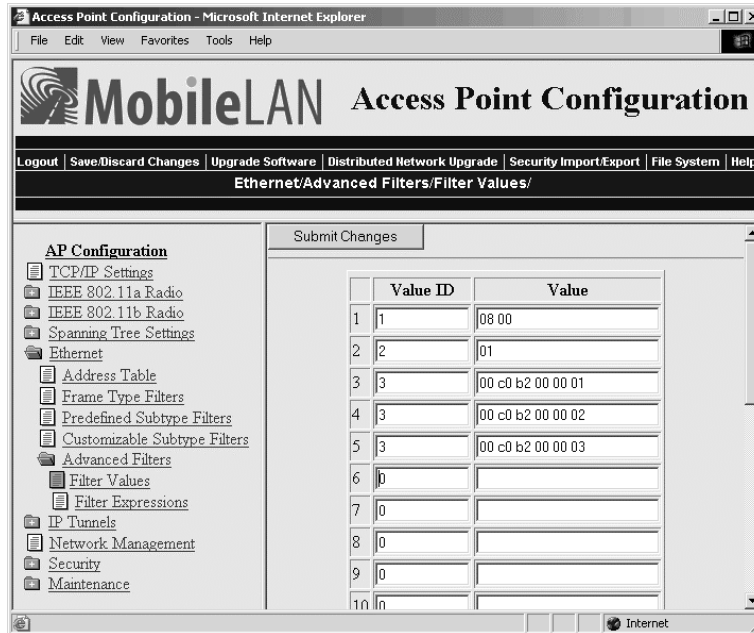 Access Point Configuration - Microsoft Internet Explorer
File Edit View Favorites Tools Help
MobileLAN Access Point Configuration
Logout | Save/Discard Changes | Upgrade Software | Distributed Network Upgrade | Security Import/Export | File System | Help
Ethernet/Advanced Filters/Filter Values/
AP Configuration
TCP/IP Settings
IEEE 802.11a Radio
IEEE 802.11b Radio
Spanning Tree Settings
Ethernet
Address Table
Frame Type Filters
Predefined Subtype Filters
Customizable Subtype Filters
Advanced Filters
Filter Values
Filter Expressions
IP Tunnels
Network Management
Security
Maintenance
Submit Changes
Value ID Value
1 1 08 00
2 2 01
3 3 00 c0 b2 00 00 01
4 3 00 c0 b2 00 00 02
5 3 00 c0 b2 00 00 03
6 0
7 0
8 0
9 0
10 0
Internet